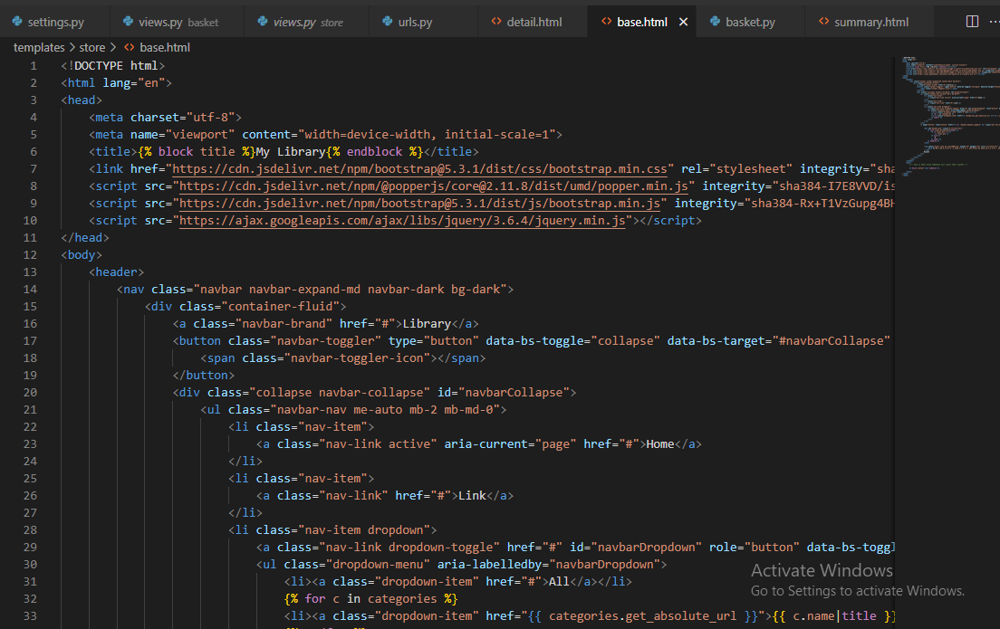 settings.py
views.py basket
views.py store
urls.py
detail.html
base.html
basket.py
summary.html
templates > store > base.html
1 <!DOCTYPE html>
2 <html lang="en">
3 <head>
4 <meta charset="utf-8">
5 <meta name="viewport" content="width=device-width, initial-scale=1">
6 <title>{% block title %}My Library{% endblock %}</title>
7 <link href="https://cdn.jsdelivr.net/npm/bootstrap@5.3.1/dist/css/bootstrap.min.css" rel="stylesheet" integrity="sha
8 <script src="https://cdn.jsdelivr.net/npm/@popperjs/core@2.11.8/dist/umd/popper.min.js" integrity="sha384-I7E8VVD/is
9 <script src="https://cdn.jsdelivr.net/npm/bootstrap@5.3.1/dist/js/bootstrap.min.js" integrity="sha384-Rx+T1VzGupg4BH
10 <script src="https://ajax.googleapis.com/ajax/libs/jquery/3.6.4/jquery.min.js"></script>
11 </head>
12 <body>
13 <header>
14 <nav class="navbar navbar-expand-md navbar-dark bg-dark">
15 <div class="container-fluid">
16 <a class="navbar-brand" href="#">Library</a>
17 <button class="navbar-toggler" type="button" data-bs-toggle="collapse" data-bs-target="#navbarCollapse"
18 <span class="navbar-toggler-icon"></span>
19 </button>
20 <div class="collapse navbar-collapse" id="navbarCollapse">
21 <ul class="navbar-nav me-auto mb-2 mb-md-0">
22 <li class="nav-item">
23 <a class="nav-link active" aria-current="page" href="#">Home</a>
24 </li>
25 <li class="nav-item">
26 <a class="nav-link" href="#">Link</a>
27 </li>
28 <li class="nav-item dropdown">
29 <a class="nav-link dropdown-toggle" href="#" id="navbarDropdown" role="button" data-bs-toggl
30 <ul class="dropdown-menu" aria-labelledby="navbarDropdown">
31 <li><a class="dropdown-item" href="#">All</a></li>
32 {% for c in categories %}
33 <li><a class="dropdown-item" href="{{ categories.get_absolute_url }}">{{ c.name|title }}
Activate Windows
Go to Settings to activate Windows.